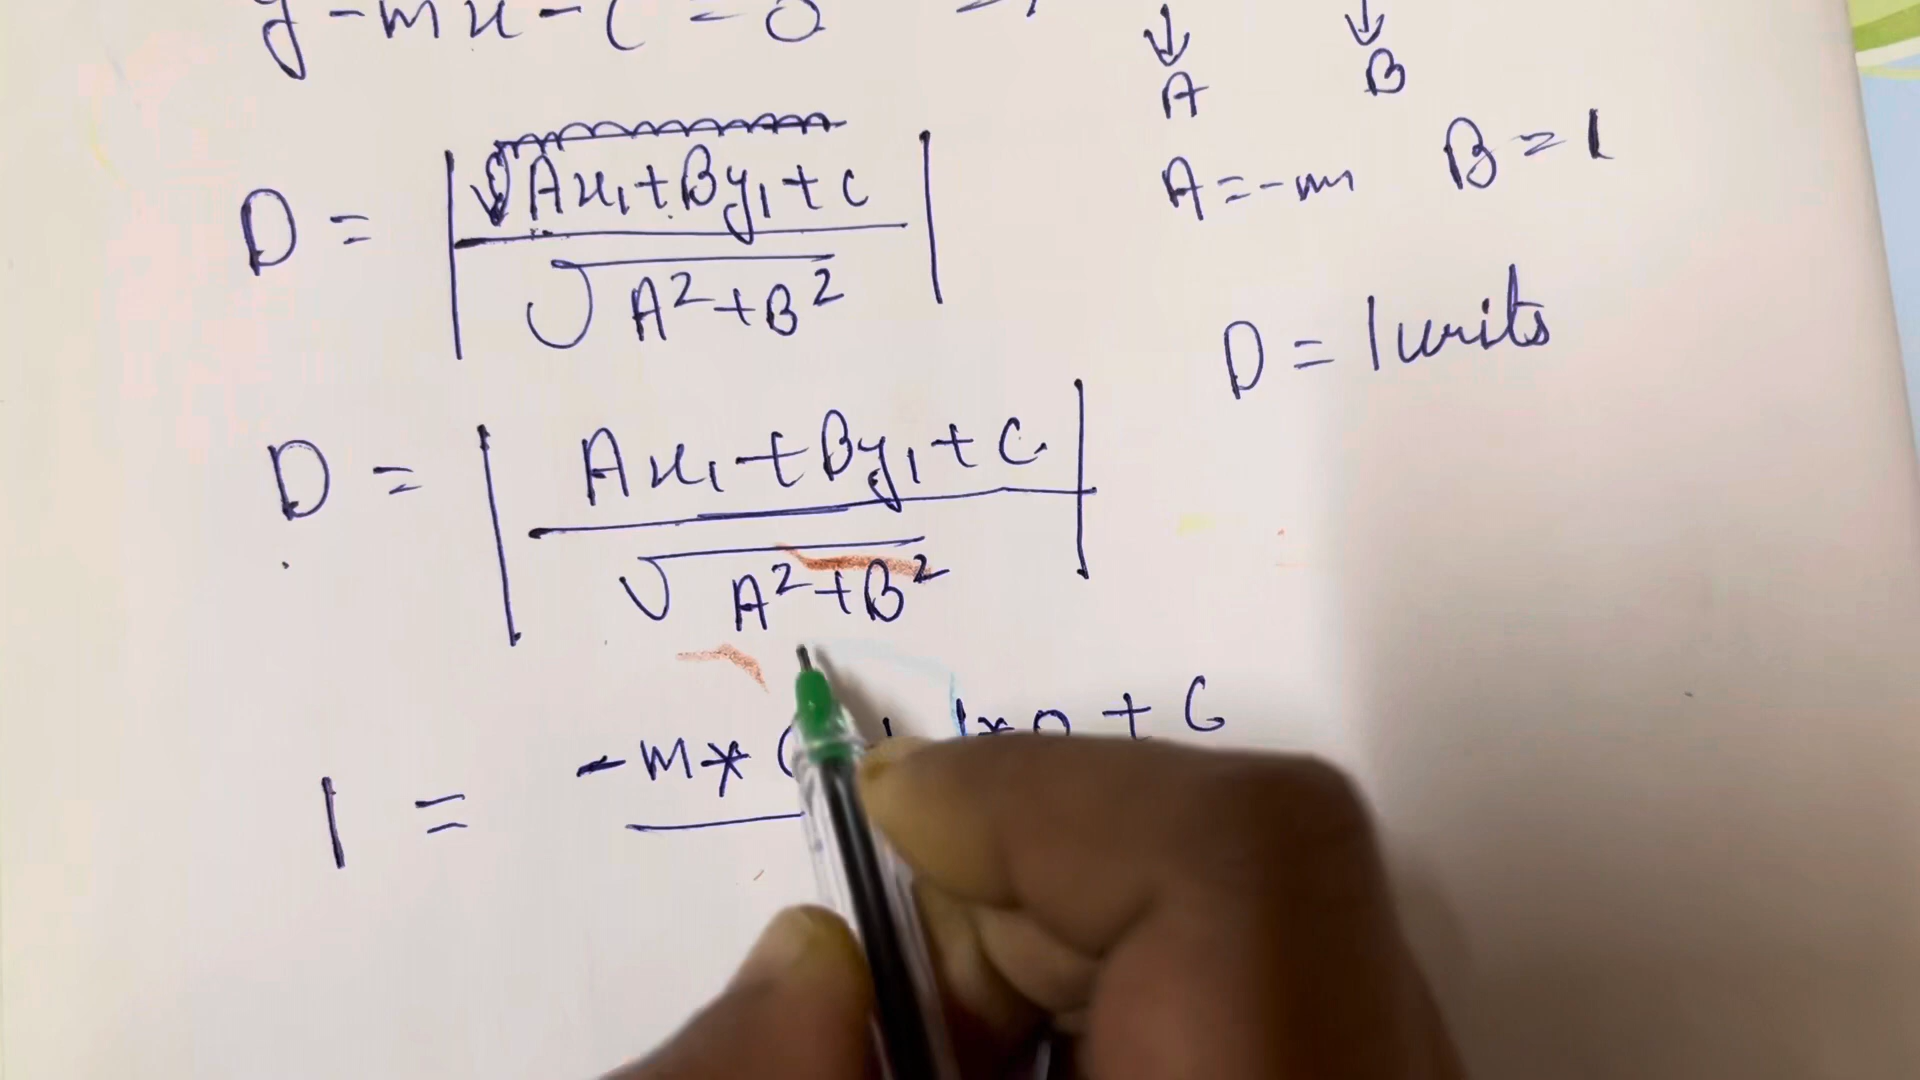 y - mx - C = 0 ⇒
↓ ↓
A B
A = -m B = 1
D = | Ax₁ + By₁ + C / √A² + B² |
D = 1 units
D = | Ax₁ + By₁ + C / √A² + B² |
1 = -m * + C